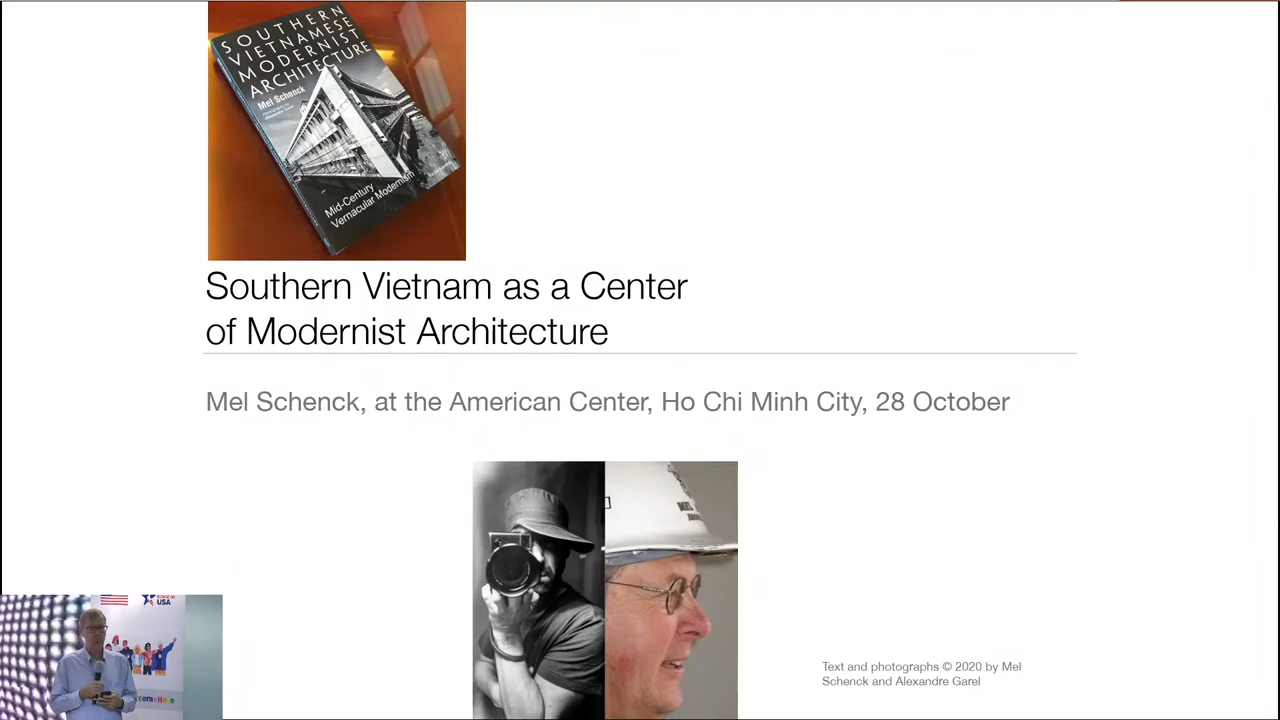 SOUTHERN
VIETNAMESE
MODERNIST
ARCHITECTURE
Mel Schenck
Mid-Century
Vernacular Modernism
Southern Vietnam as a Center
of Modernist Architecture
Mel Schenck, at the American Center, Ho Chi Minh City, 28 October
MEL
USA
Text and photographs © 2020 by Mel
Schenck and Alexandre Garel